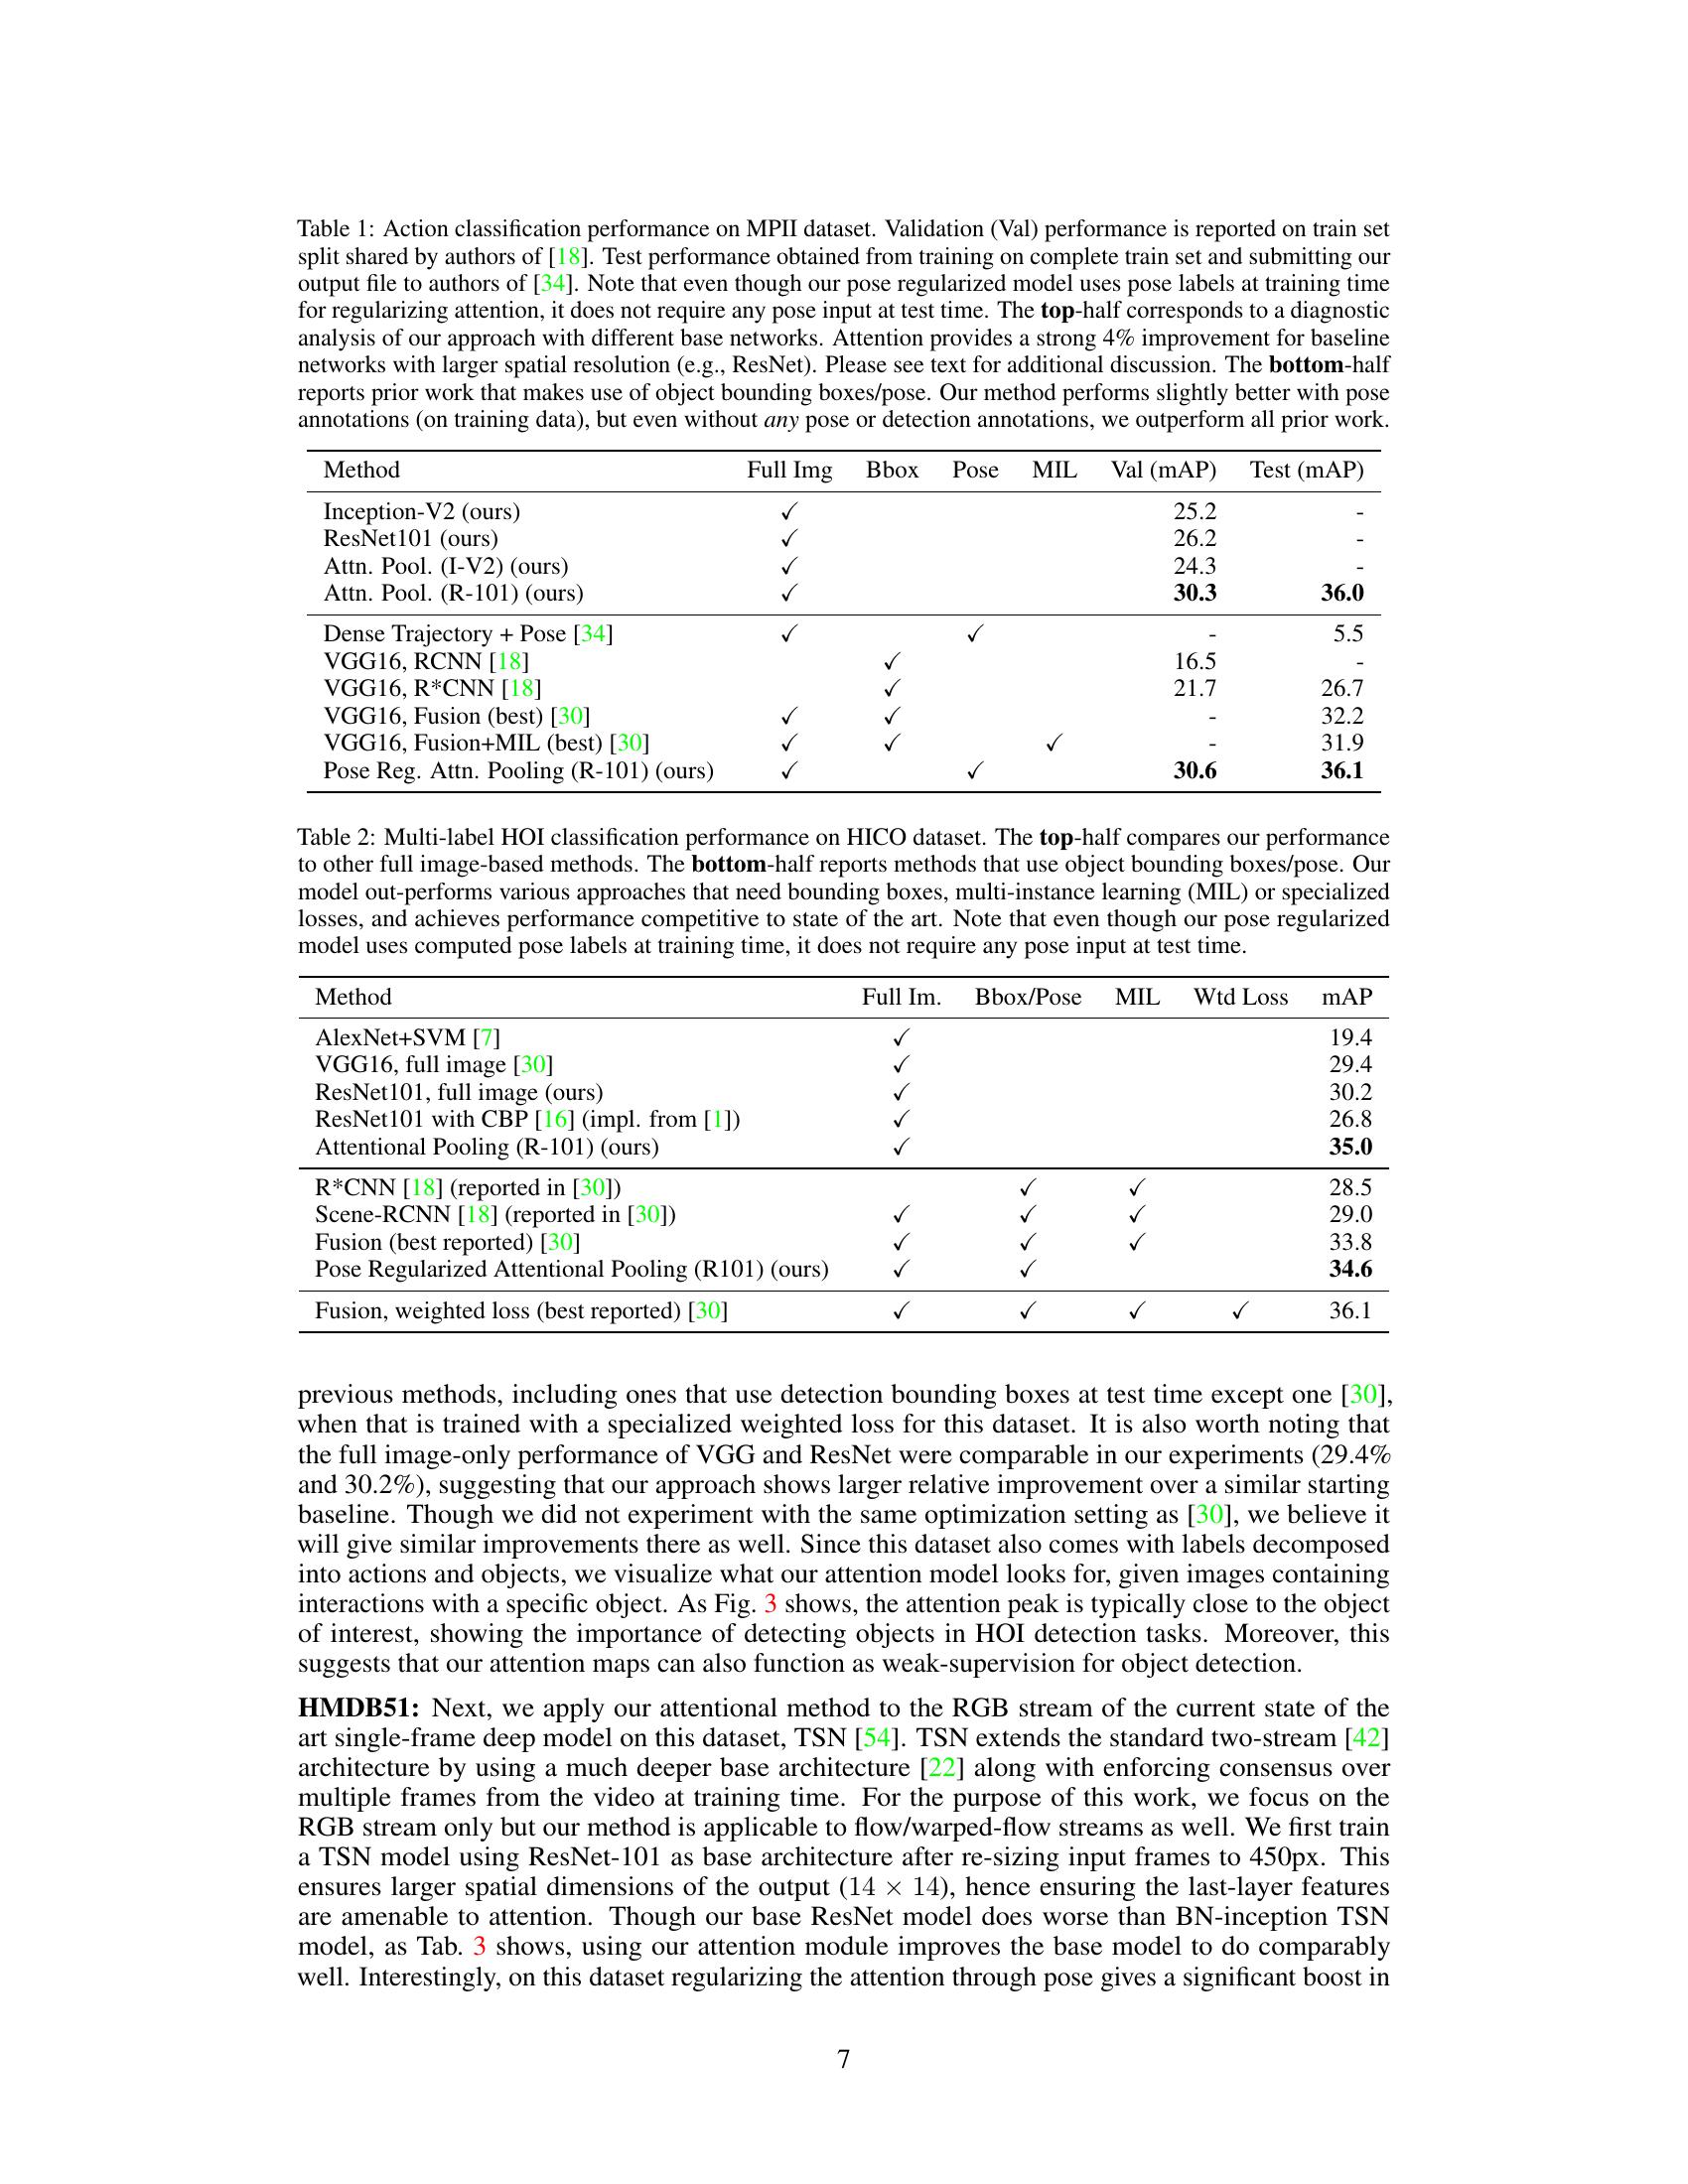 Table 1: Action classification performance on MPII dataset. Validation (Val) performance is reported on train set
split shared by authors of [18]. Test performance obtained from training on complete train set and submitting our
output file to authors of [34]. Note that even though our pose regularized model uses pose labels at training time
for regularizing attention, it does not require any pose input at test time. The top-half corresponds to a diagnostic
analysis of our approach with different base networks. Attention provides a strong 4% improvement for baseline
networks with larger spatial resolution (e.g., ResNet). Please see text for additional discussion. The bottom-half
reports prior work that makes use of object bounding boxes/pose. Our method performs slightly better with pose
annotations (on training data), but even without any pose or detection annotations, we outperform all prior work.
Method Full Img Bbox Pose MIL Val (mAP) Test (mAP)
Inception-V2 (ours) ✓ 25.2 -
ResNet101 (ours) ✓ 26.2 -
Attn. Pool. (I-V2) (ours) ✓ 24.3 -
Attn. Pool. (R-101) (ours) ✓ 30.3 36.0
Dense Trajectory + Pose [34] ✓ ✓ - 5.5
VGG16, RCNN [18] ✓ 16.5 -
VGG16, R*CNN [18] ✓ 21.7 26.7
VGG16, Fusion (best) [30] ✓ ✓ - 32.2
VGG16, Fusion+MIL (best) [30] ✓ ✓ ✓ - 31.9
Pose Reg. Attn. Pooling (R-101) (ours) ✓ ✓ 30.6 36.1
Table 2: Multi-label HOI classification performance on HICO dataset. The top-half compares our performance
to other full image-based methods. The bottom-half reports methods that use object bounding boxes/pose. Our
model out-performs various approaches that need bounding boxes, multi-instance learning (MIL) or specialized
losses, and achieves performance competitive to state of the art. Note that even though our pose regularized
model uses computed pose labels at training time, it does not require any pose input at test time.
Method Full Im. Bbox/Pose MIL Wtd Loss mAP
AlexNet+SVM [7] ✓ 19.4
VGG16, full image [30] ✓ 29.4
ResNet101, full image (ours) ✓ 30.2
ResNet101 with CBP [16] (impl. from [1]) ✓ 26.8
Attentional Pooling (R-101) (ours) ✓ 35.0
R*CNN [18] (reported in [30]) ✓ ✓ 28.5
Scene-RCNN [18] (reported in [30]) ✓ ✓ ✓ 29.0
Fusion (best reported) [30] ✓ ✓ ✓ 33.8
Pose Regularized Attentional Pooling (R101) (ours) ✓ ✓ 34.6
Fusion, weighted loss (best reported) [30] ✓ ✓ ✓ ✓ 36.1
previous methods, including ones that use detection bounding boxes at test time except one [30],
when that is trained with a specialized weighted loss for this dataset. It is also worth noting that
the full image-only performance of VGG and ResNet were comparable in our experiments (29.4%
and 30.2%), suggesting that our approach shows larger relative improvement over a similar starting
baseline. Though we did not experiment with the same optimization setting as [30], we believe it
will give similar improvements there as well. Since this dataset also comes with labels decomposed
into actions and objects, we visualize what our attention model looks for, given images containing
interactions with a specific object. As Fig. 3 shows, the attention peak is typically close to the object
of interest, showing the importance of detecting objects in HOI detection tasks. Moreover, this
suggests that our attention maps can also function as weak-supervision for object detection.
HMDB51: Next, we apply our attentional method to the RGB stream of the current state of the
art single-frame deep model on this dataset, TSN [54]. TSN extends the standard two-stream [42]
architecture by using a much deeper base architecture [22] along with enforcing consensus over
multiple frames from the video at training time. For the purpose of this work, we focus on the
RGB stream only but our method is applicable to flow/warped-flow streams as well. We first train
a TSN model using ResNet-101 as base architecture after re-sizing input frames to 450px. This
ensures larger spatial dimensions of the output (14 × 14), hence ensuring the last-layer features
are amenable to attention. Though our base ResNet model does worse than BN-inception TSN
model, as Tab. 3 shows, using our attention module improves the base model to do comparably
well. Interestingly, on this dataset regularizing the attention through pose gives a significant boost in
7